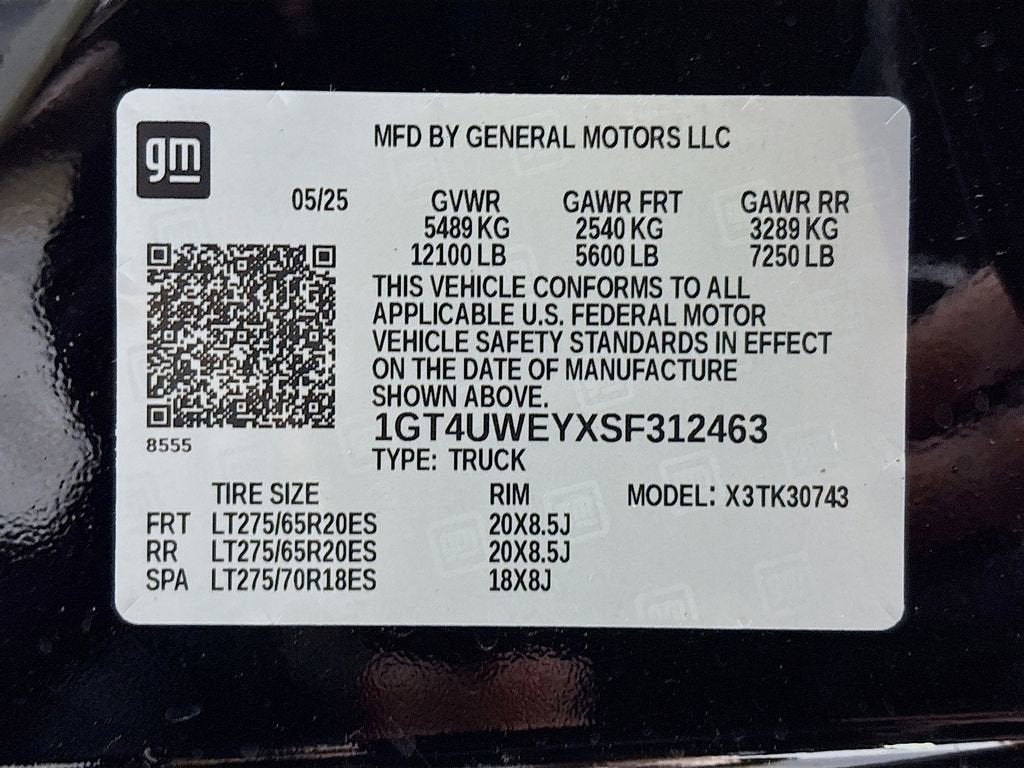 gm
MFD BY GENERAL MOTORS LLC
05/25 GVWR GAWR FRT GAWR RR
5489 KG 2540 KG 3289 KG
12100 LB 5600 LB 7250 LB
THIS VEHICLE CONFORMS TO ALL
APPLICABLE U.S. FEDERAL MOTOR
VEHICLE SAFETY STANDARDS IN EFFECT
ON THE DATE OF MANUFACTURE
SHOWN ABOVE.
1GT4UWEYXSF312463
8555
TYPE: TRUCK
TIRE SIZE RIM MODEL: X3TK30743
FRT LT275/65R20ES 20X8.5J
RR LT275/65R20ES 20X8.5J
SPA LT275/70R18ES 18X8J